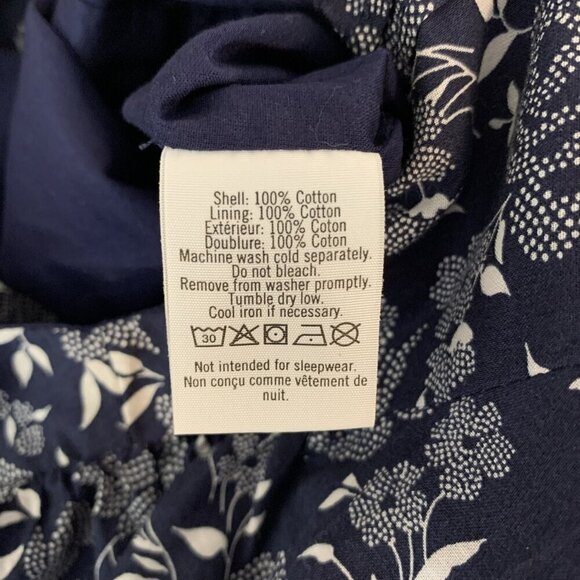 Shell: 100% Cotton
Lining: 100% Cotton
Extérieur: 100% Coton
Doublure: 100% Coton
Machine wash cold separately.
Do not bleach.
Remove from washer promptly.
Tumble dry low.
Cool iron if necessary.
30
Not intended for sleepwear.
Non conçu comme vêtement de
nuit.